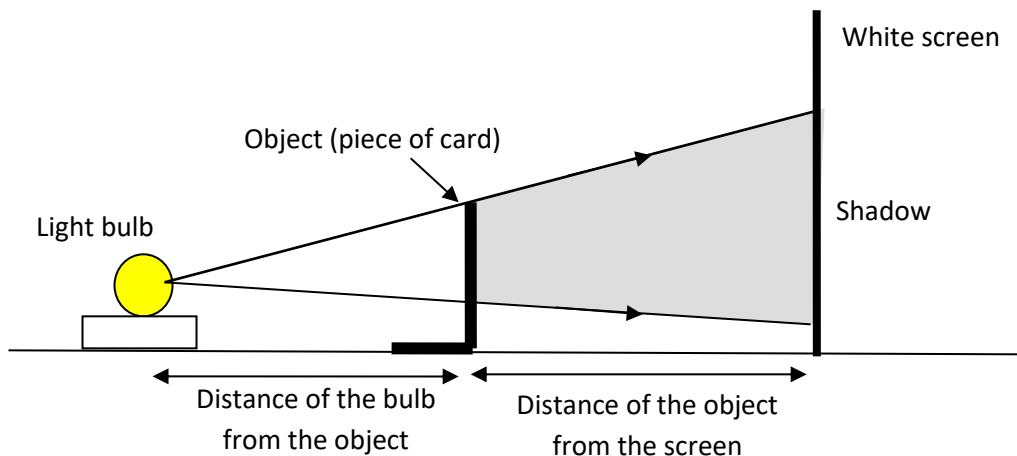 White screen
Object (piece of card)
Shadow
Light bulb
Distance of the bulb
from the object
Distance of the object
from the screen